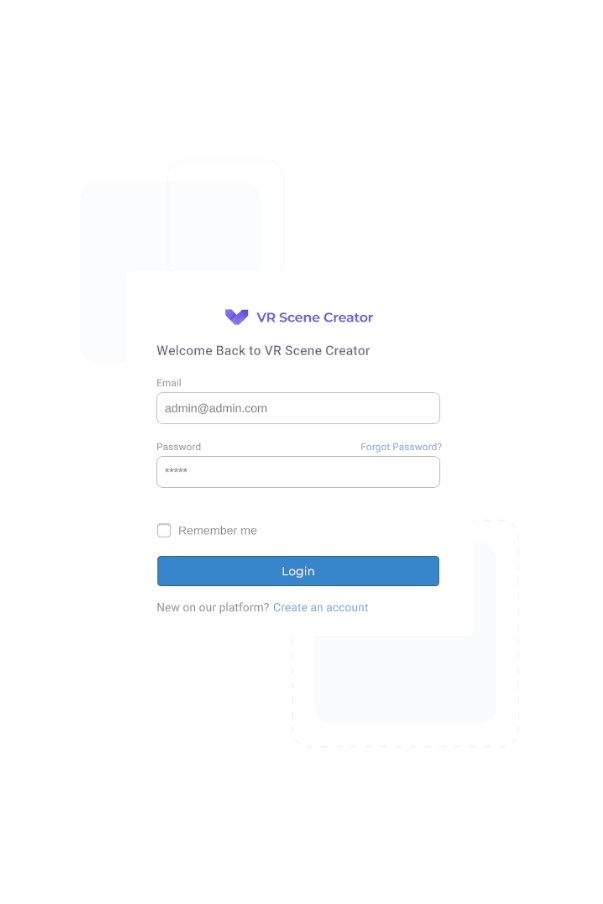 VR Scene Creator
Welcome Back to VR Scene Creator
Email
admin@admin.com
Password Forgot Password?
*****
Remember me
Login
New on our platform? Create an account